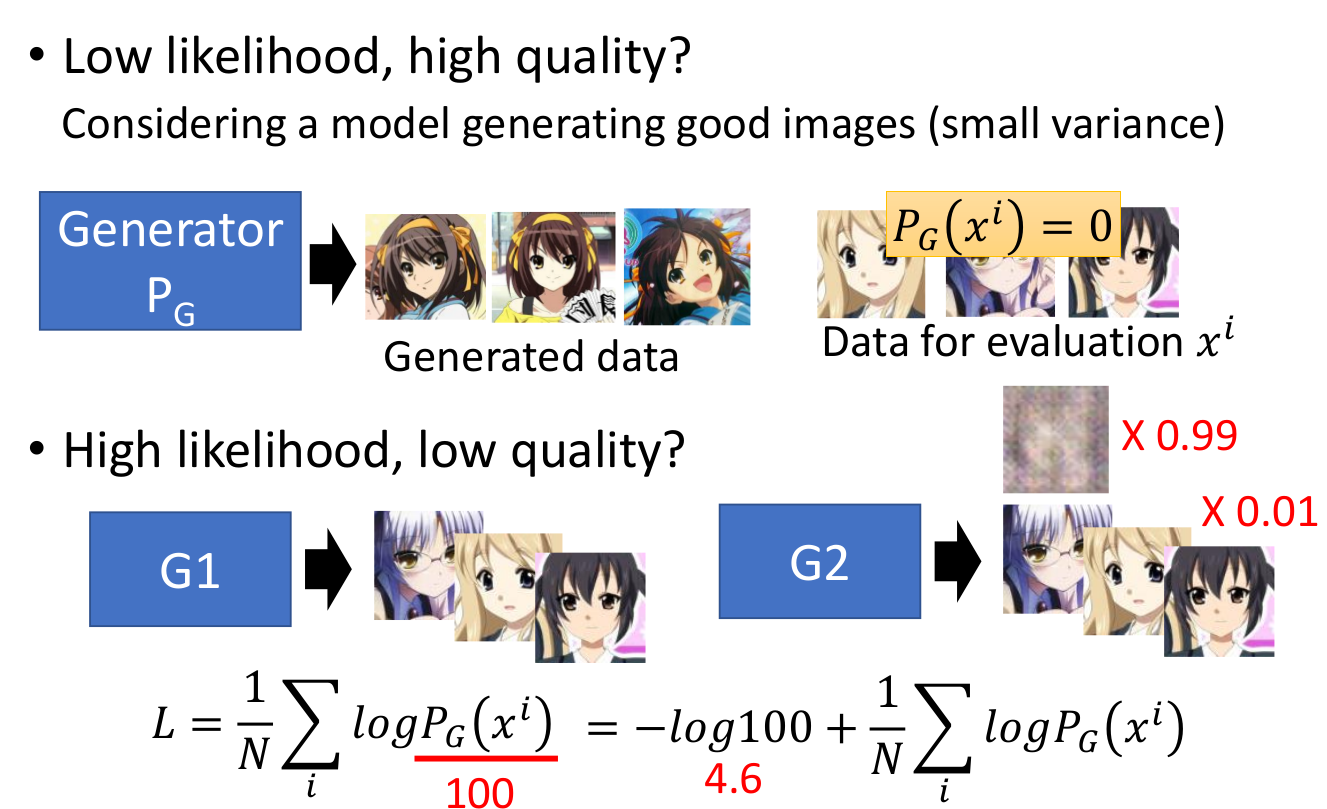 • Low likelihood, high quality?
Considering a model generating good images (small variance)
Generator
P_G
P_G(x^i) = 0
Generated data
Data for evaluation x^i
• High likelihood, low quality?
X 0.99
X 0.01
G1
G2
L = \frac{1}{N} \sum_i logP_G(x^i) = −log100 + \frac{1}{N} \sum_i logP_G(x^i)
100
4.6